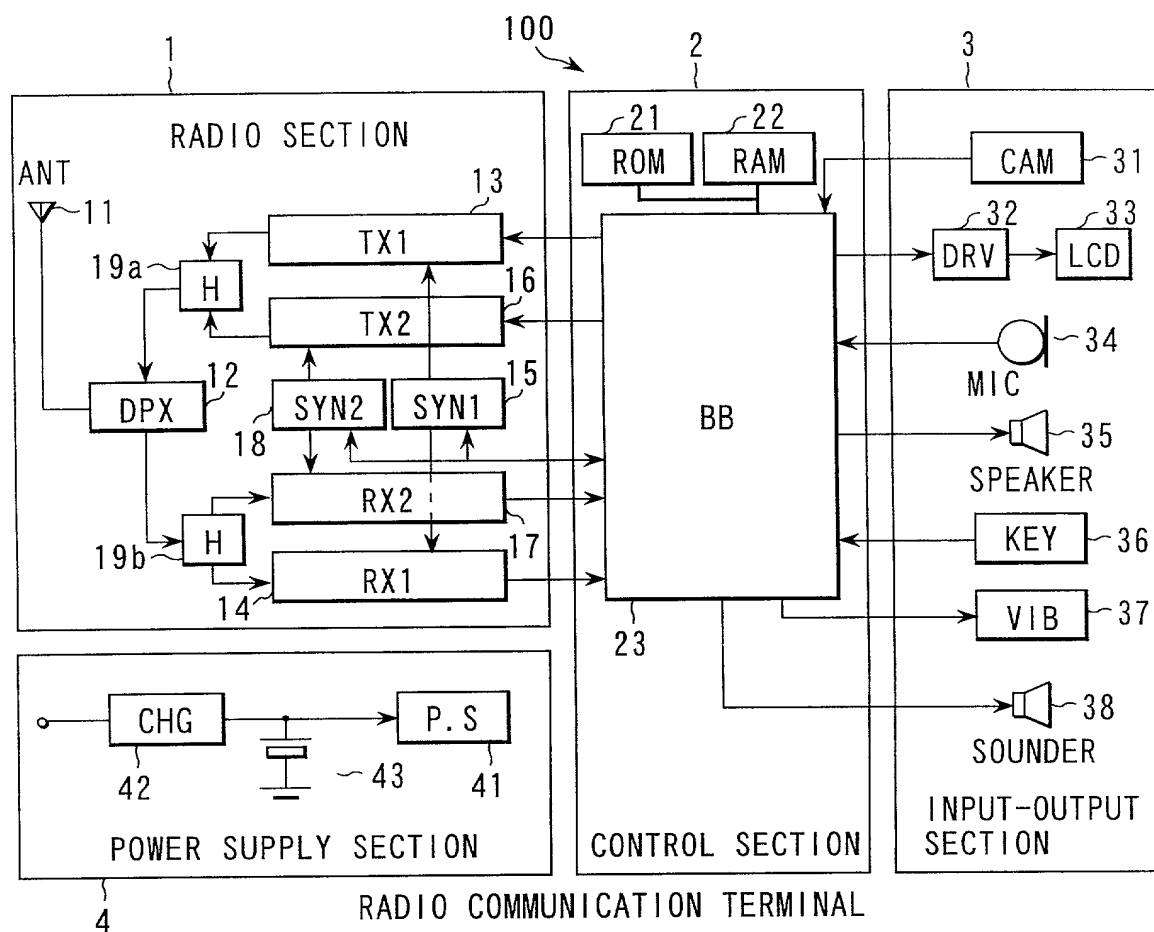 100
1
2
3
RADIO SECTION
21
22
ROM
RAM
CAM
31
ANT
11
13
TX1
32
33
DRV
LCD
19a
H
16
TX2
34
MIC
12
DPX
15
SYN2
SYN1
18
BB
35
SPEAKER
RX2
17
H
19b
KEY
36
RX1
14
23
VIB
37
CHG
42
43
P.S
41
38
SOUNDER
POWER SUPPLY SECTION
CONTROL SECTION
INPUT-OUTPUT
SECTION
4
RADIO COMMUNICATION TERMINAL